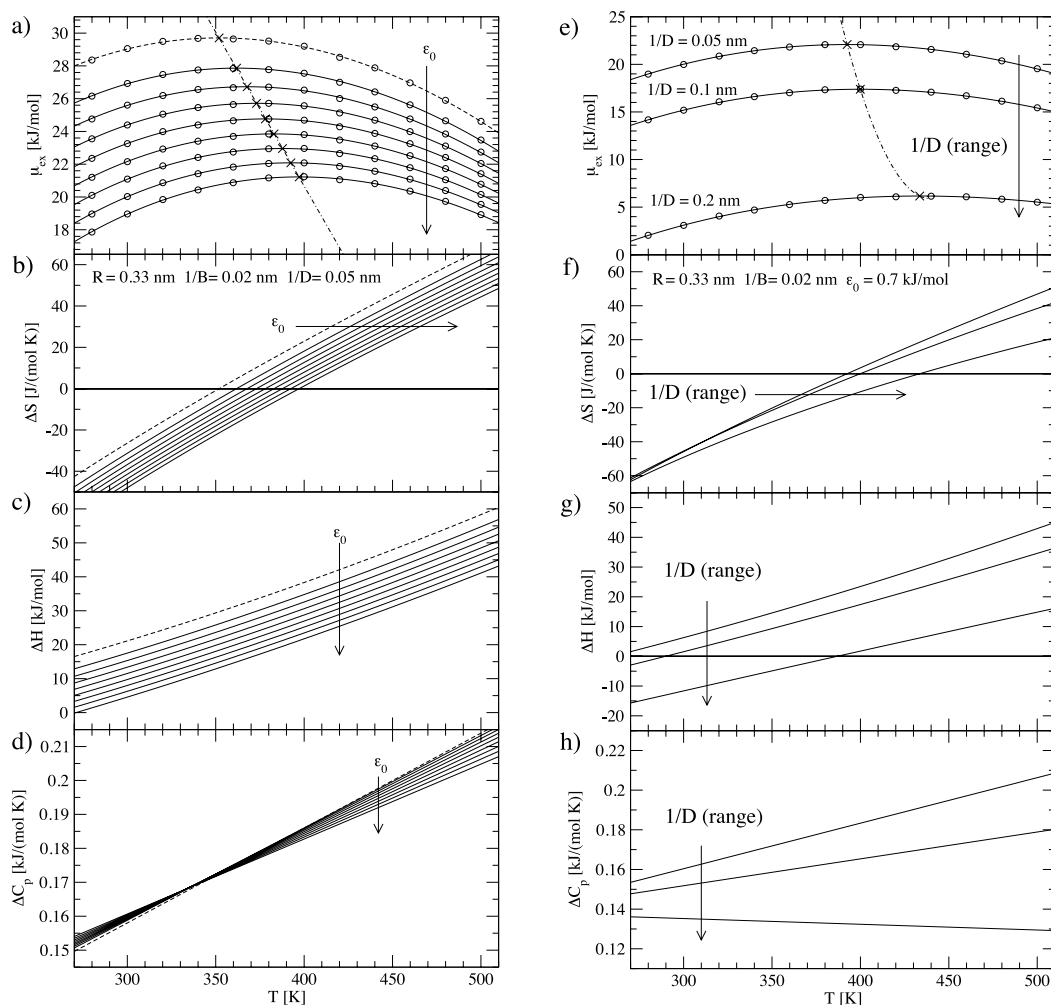 a)
μex [kJ/mol]
30
28
26
24
22
20
18
ε0
b)
ΔS [J/(mol K)]
60
40
20
0
-20
-40
R = 0.33 nm 1/B= 0.02 nm 1/D= 0.05 nm
ε0
c)
ΔH [kJ/mol]
60
50
40
30
20
10
0
ε0
d)
ΔCp [kJ/(mol K)]
0.21
0.2
0.19
0.18
0.17
0.16
0.15
ε0
300 350 400 450 500
T [K]
e)
μex [kJ/mol]
25
20
15
10
5
0
1/D = 0.05 nm
1/D = 0.1 nm
1/D (range)
1/D = 0.2 nm
f)
ΔS [J/(mol K)]
60
40
20
0
-20
-40
-60
R = 0.33 nm 1/B=0.02 nm ε0 = 0.7 kJ/mol
1/D (range)
g)
ΔH [kJ/mol]
50
40
30
20
10
0
-10
-20
1/D (range)
h)
ΔCp [kJ/(mol K)]
0.22
0.2
0.18
0.16
0.14
0.12
1/D (range)
300 350 400 450 500
T [K]